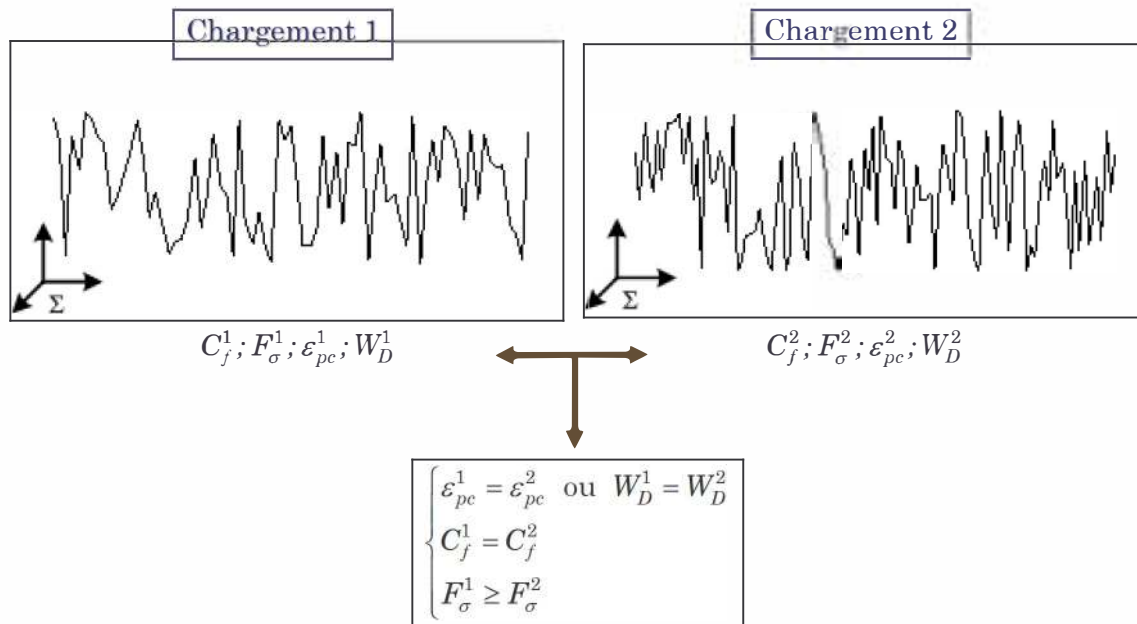 Chargement 1
Chargement 2
Σ
Σ
C_f^1; F_σ^1; ε_pc^1; W_D^1
C_f^2; F_σ^2; ε_pc^2; W_D^2
ε_pc^1 = ε_pc^2 ou W_D^1 = W_D^2
C_f^1 = C_f^2
F_σ^1 ≥ F_σ^2